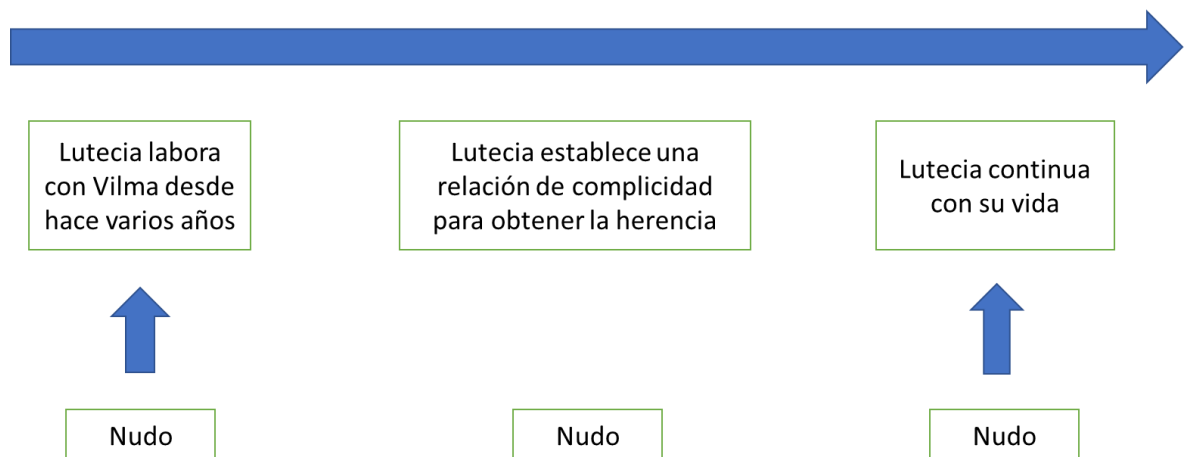 Lutecia labora
con Vilma desde
hace varios años
Lutecia establece una
relación de complicidad
para obtener la herencia
Lutecia continua
con su vida
Nudo
Nudo
Nudo